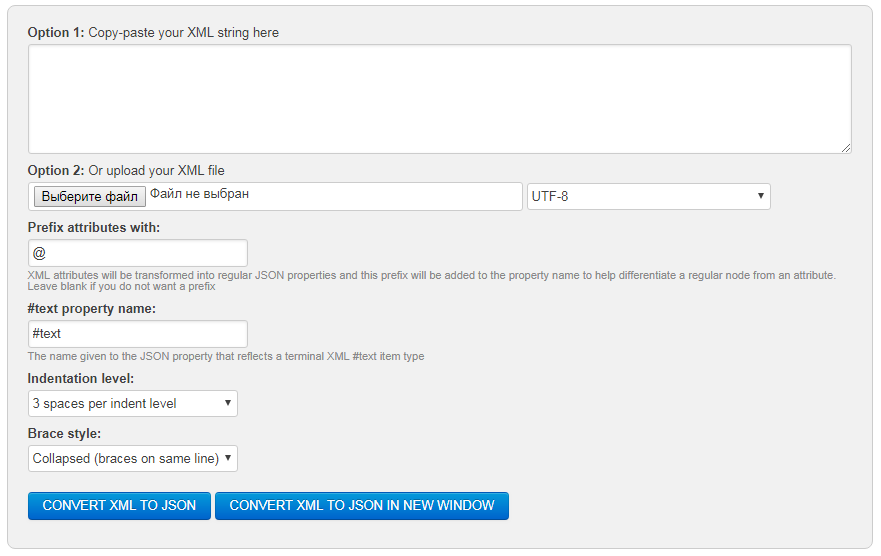 Option 1: Copy-paste your XML string here
Option 2: Or upload your XML file
Выберите файл Файл не выбран UTF-8
Prefix attributes with:
@
XML attributes will be transformed into regular JSON properties and this prefix will be added to the property name to help differentiate a regular node from an attribute.
Leave blank if you do not want a prefix
#text property name:
#text
The name given to the JSON property that reflects a terminal XML #text item type
Indentation level:
3 spaces per indent level
Brace style:
Collapsed (braces on same line)
CONVERT XML TO JSON CONVERT XML TO JSON IN NEW WINDOW